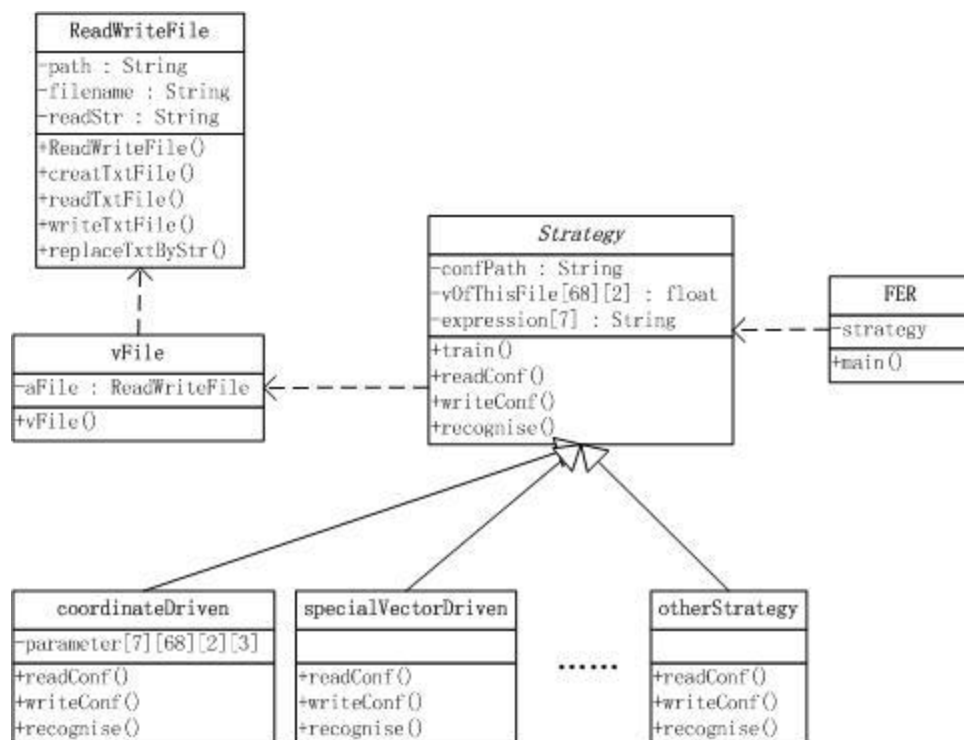 ReadWriteFile
-path : String
-filename : String
-readStr : String
+ReadWriteFile()
+creatTxtFile()
+readTxtFile()
+writeTxtFile()
+replaceTxtByStr()
vFile
-aFile : ReadWriteFile
+vFile()
Strategy
-confPath : String
-vOfThisFile[68][2] : float
-expression[7] : String
+train()
+readConf()
+writeConf()
+recognise()
FER
-strategy
+main()
coordinateDriven
-parameter[7][68][2][3]
+readConf()
+writeConf()
+recognise()
specialVectorDriven
+readConf()
+writeConf()
+recognise()
......
otherStrategy
+readConf()
+writeConf()
+recognise()